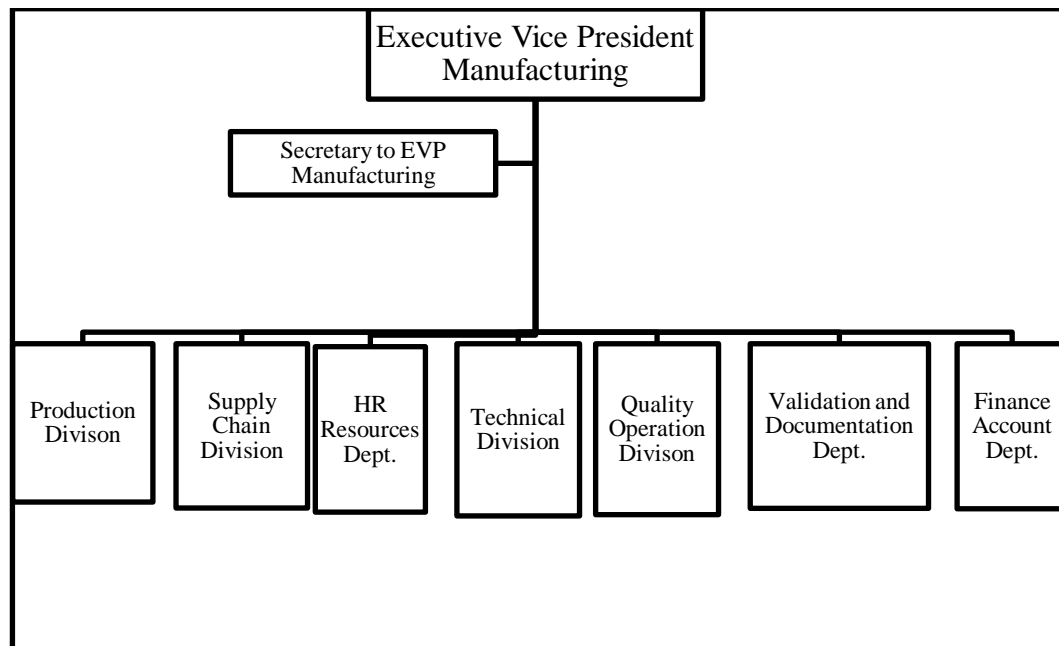 Executive Vice President
Manufacturing
Secretary to EVP
Manufacturing
Production
Divison
Supply
Chain
Division
HR
Resources
Dept.
Technical
Division
Quality
Operation
Divison
Validation and
Documentation
Dept.
Finance
Account
Dept.